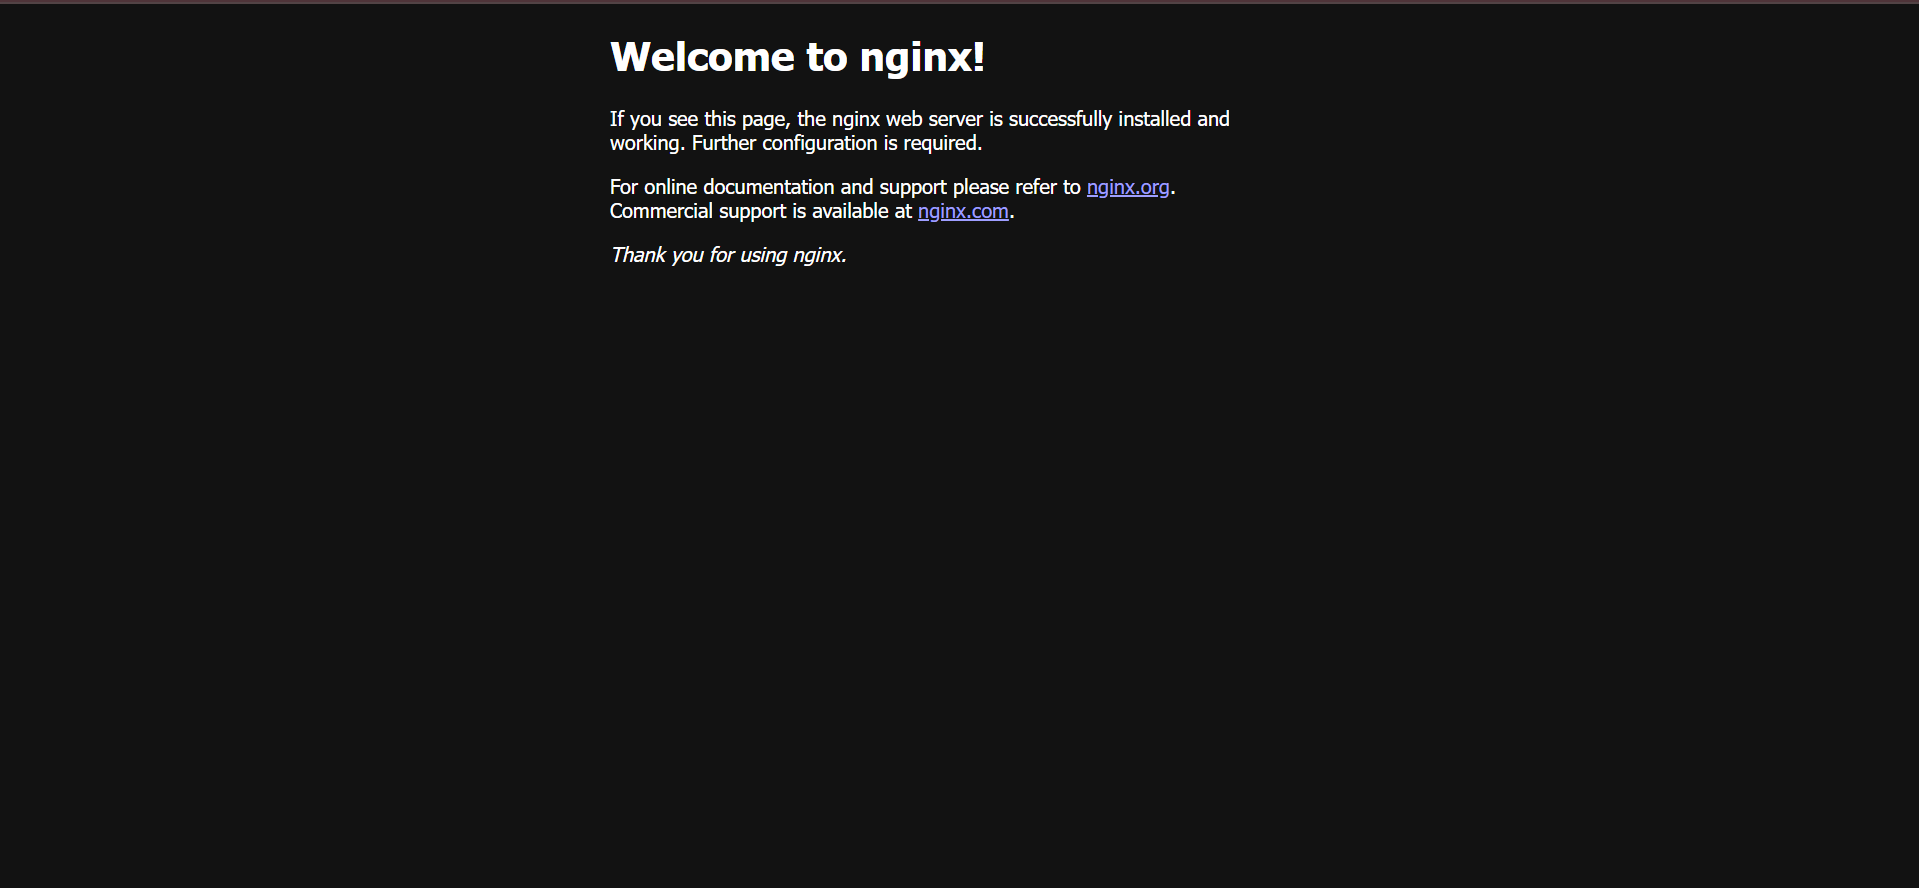 Welcome to nginx!
If you see this page, the nginx web server is successfully installed and
working. Further configuration is required.
For online documentation and support please refer to nginx.org.
Commercial support is available at nginx.com.
Thank you for using nginx.